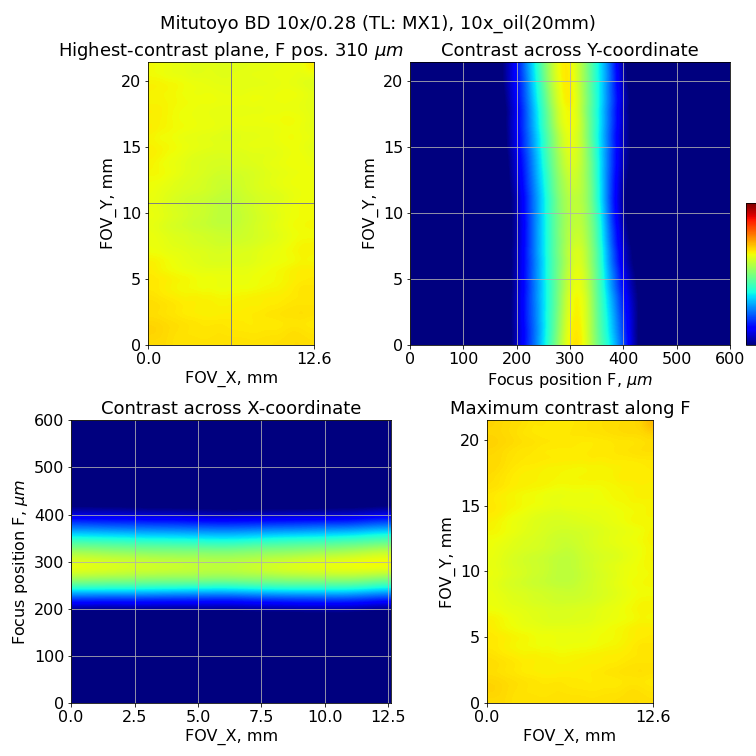 Mitutoyo BD 10x/0.28 (TL: MX1), 10x_oil(20mm)
Highest-contrast plane, F pos. 310 μm
20
15
10
5
0
0.0 12.6
FOV_Y, mm
FOV_X, mm
Contrast across Y-coordinate
20
15
10
5
0
0 100 200 300 400 500 600
FOV_Y, mm
Focus position F, μm
Contrast across X-coordinate
600
500
400
300
200
100
0
0.0 2.5 5.0 7.5 10.0 12.5
Focus position F, μm
FOV_X, mm
Maximum contrast along F
20
15
10
5
0
0.0 12.6
FOV_Y, mm
FOV_X, mm